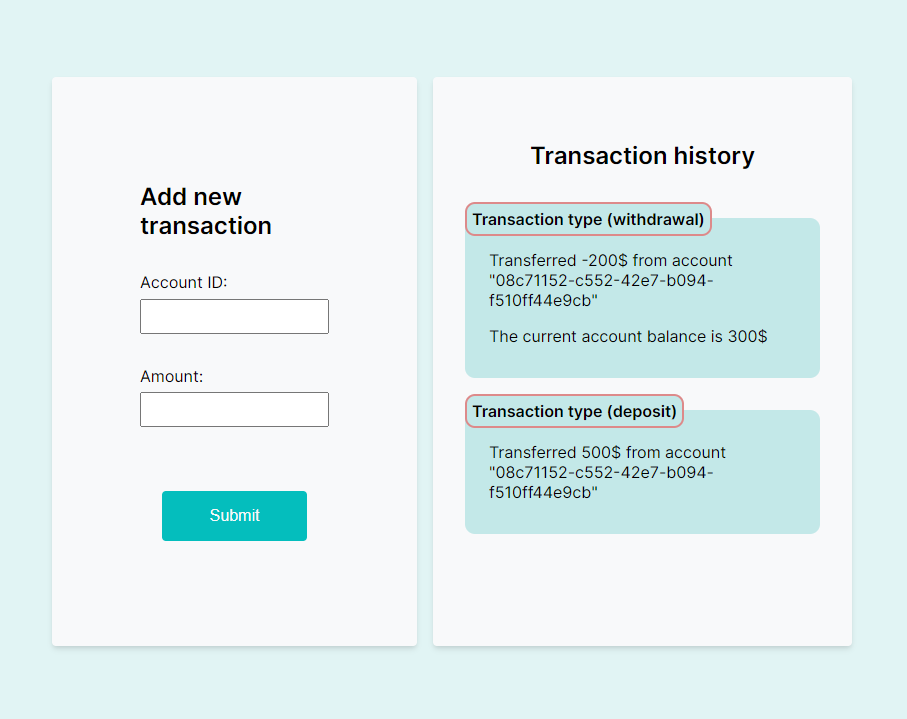 Add new
transaction
Account ID:
Amount:
Submit
Transaction history
Transaction type (withdrawal)
Transferred -200$ from account
"08c71152-c552-42e7-b094-
f510ff44e9cb"
The current account balance is 300$
Transaction type (deposit)
Transferred 500$ from account
"08c71152-c552-42e7-b094-
f510ff44e9cb"